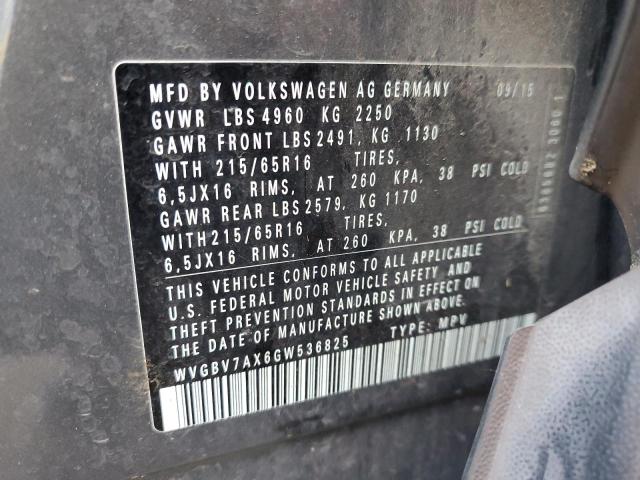 MFD BY VOLKSWAGEN AG GERMANY 09/15
GVWR LBS 4960 KG 2250
GAWR FRONT LBS 2491, KG 1130
WITH 215/65R16 TIRES,
6,5JX16 RIMS, AT 260 KPA, 38 PSI COLD
GAWR REAR LBS 2579, KG 1170
WITH 215/65R16 TIRES,
6,5JX16 RIMS, AT 260 KPA, 38 PSI COLD
THIS VEHICLE CONFORMS TO ALL APPLICABLE
U.S. FEDERAL MOTOR VEHICLE SAFETY AND
THEFT PREVENTION STANDARDS IN EFFECT ON
THE DATE OF MANUFACTURE SHOWN ABOVE.
WVGBV7AX6GW536825 TYPE: MPV